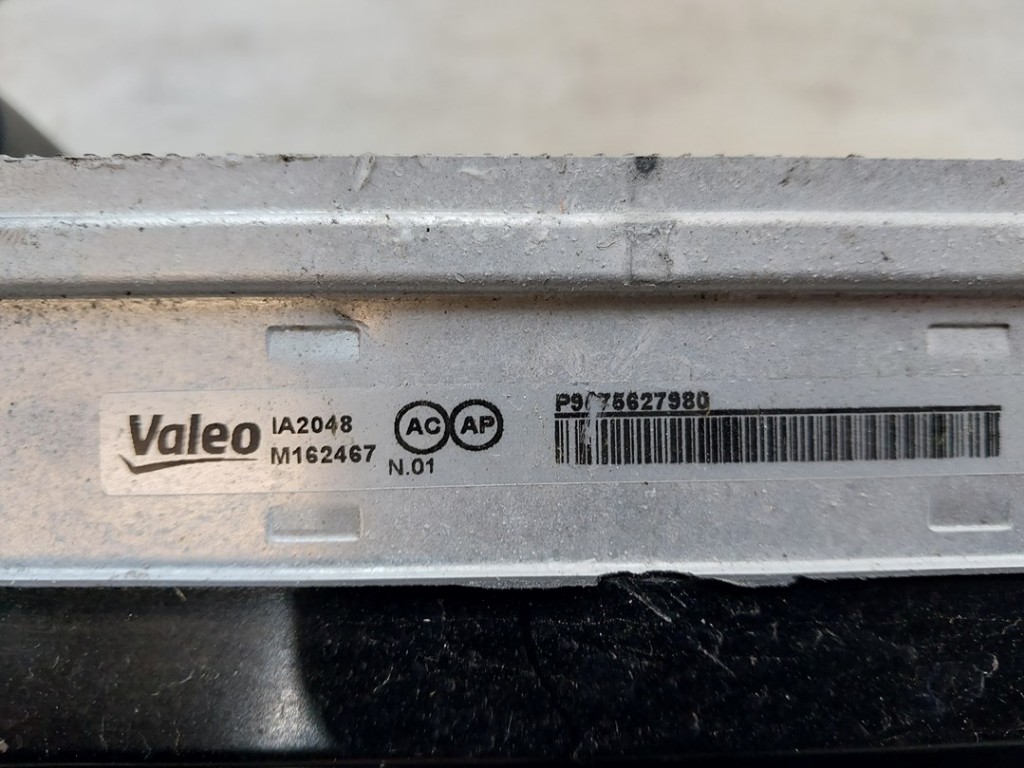 Valeo
IA2048
M162467
AC AP
N.01